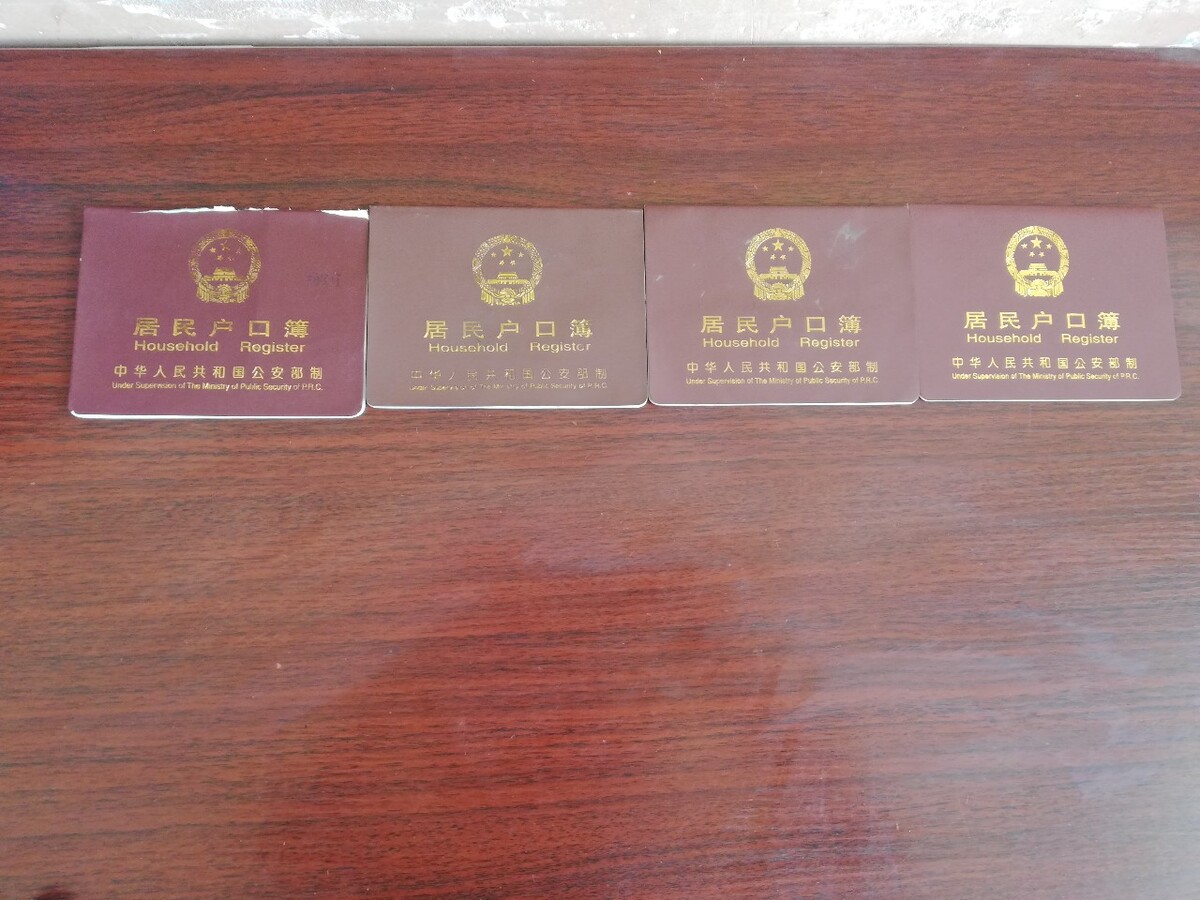 居民户口簿
Household Register
中华人民共和国公安部制
Under Supervision of The Ministry of Public Security of P.R.C.
居民户口簿
Household Register
中华人民共和国公安部制
Under Supervision of The Ministry of Public Security of P.R.C.
居民户口簿
Household Register
中华人民共和国公安部制
Under Supervision of The Ministry of Public Security of P.R.C.
居民户口簿
Household Register
中华人民共和国公安部制
Under Supervision of The Ministry of Public Security of P.R.C.